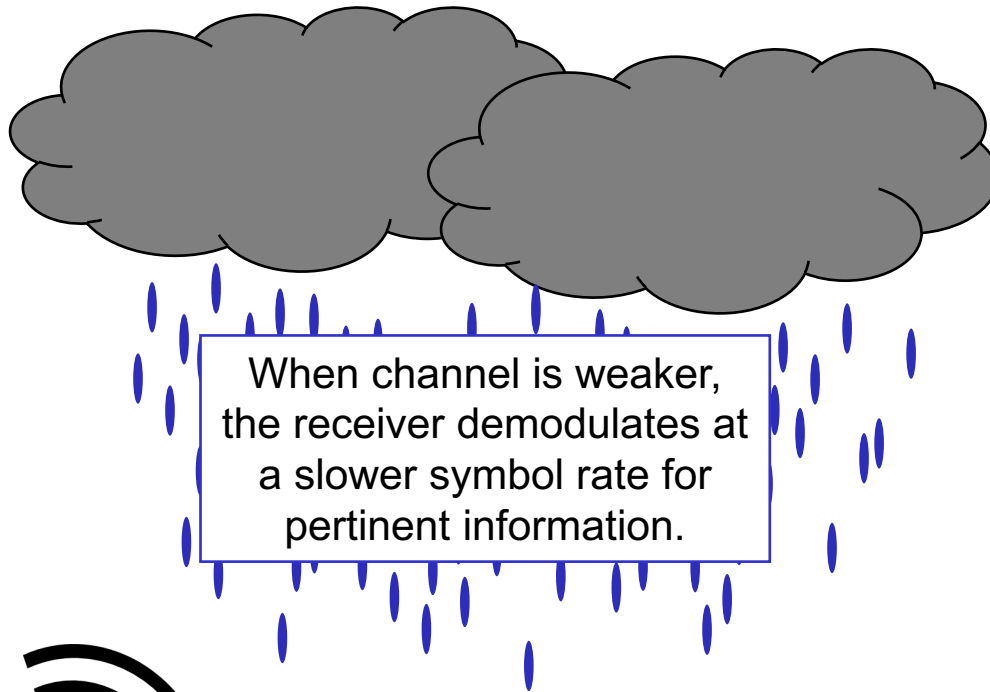 When channel is weaker,
the receiver demodulates at
a slower symbol rate for
pertinent information.